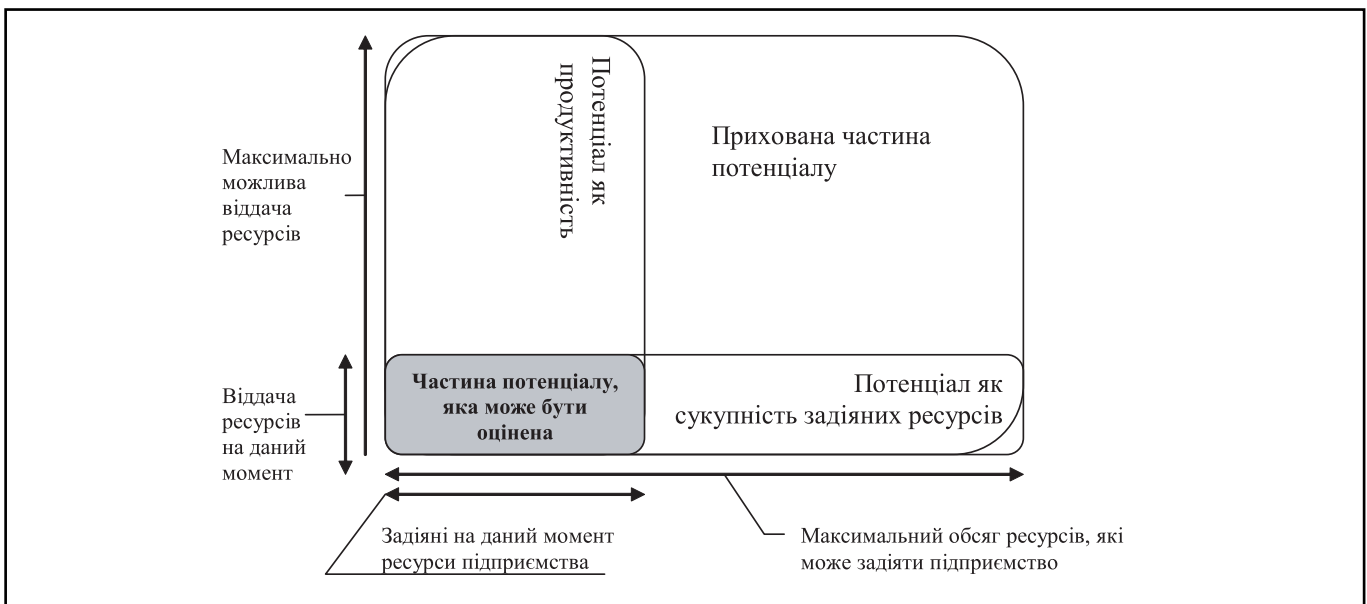 Потенціал як
продуктивність
Прихована частина
потенціалу
Максимально
можлива
віддача
ресурсів
Частина потенціалу,
яка може бути
оцінена
Потенціал як
сукупність задіяних ресурсів
Віддача
ресурсів
на даний
момент
Задіяні на даний момент
ресурси підприємства
Максимальний обсяг ресурсів, які
може задіяти підприємство